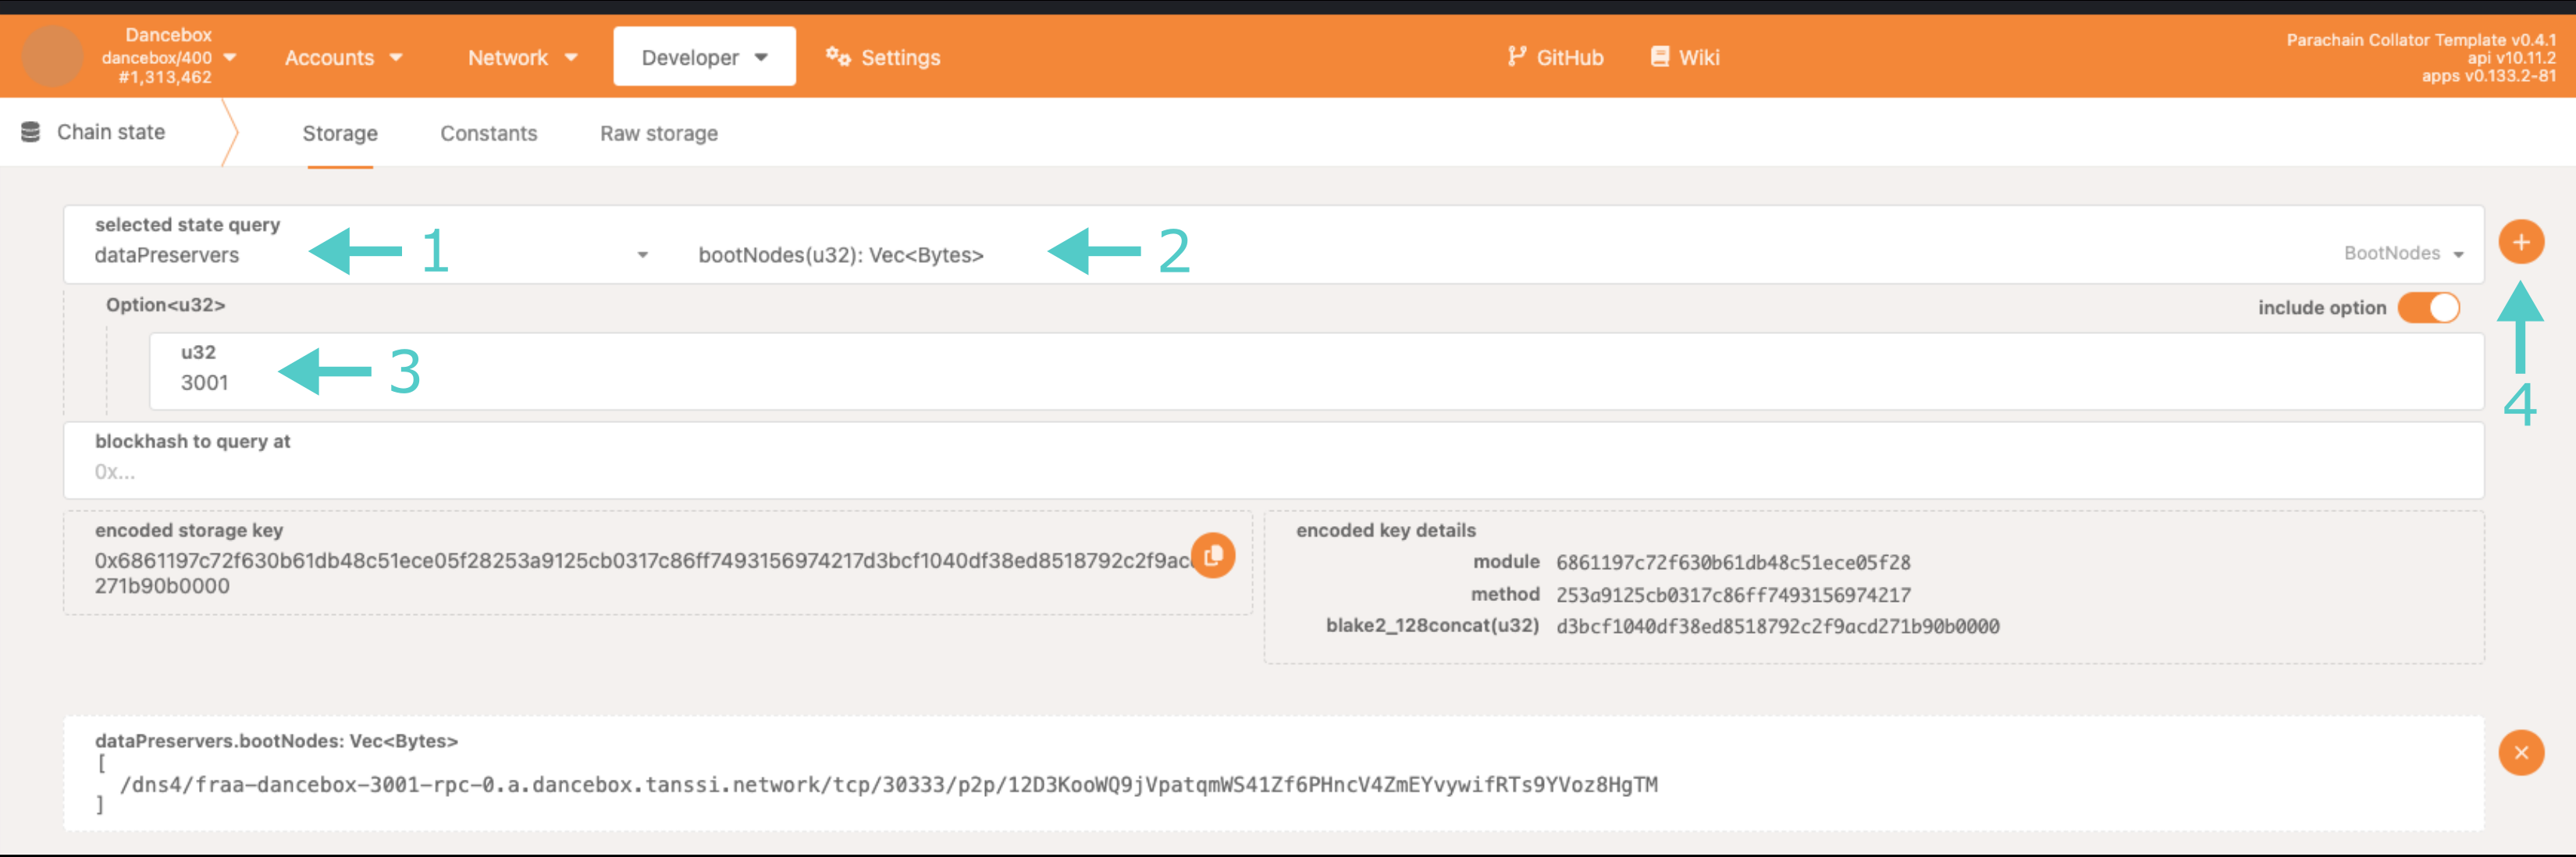 Dancebox
dancebox/400
#1,313,462
Accounts
Network
Developer
Settings
GitHub
Wiki
Parachain Collator Template v0.4.1
api v10.11.2
apps v0.133.2-81
Chain state
Storage
Constants
Raw storage
selected state query
dataPreservers
1
bootNodes(u32): Vec<Bytes>
2
BootNodes
+
Option<u32>
include option
u32
3001
3
4
blockhash to query at
0x...
encoded storage key
0x6861197c72f630b61db48c51ece05f28253a9125cb0317c86ff7493156974217d3bcf1040df38ed8518792c2f9ac
271b90b0000
encoded key details
module 6861197c72f630b61db48c51ece05f28
method 253a9125cb0317c86ff7493156974217
blake2_128concat(u32) d3bcf1040df38ed8518792c2f9acd271b90b0000
dataPreservers.bootNodes: Vec<Bytes>
[
/dns4/fraa-dancebox-3001-rpc-0.a.dancebox.tanssi.network/tcp/30333/p2p/12D3KooWQ9jVpatqmWS41Zf6PHncV4ZmEYvywifRTs9YVoz8HgTM
]